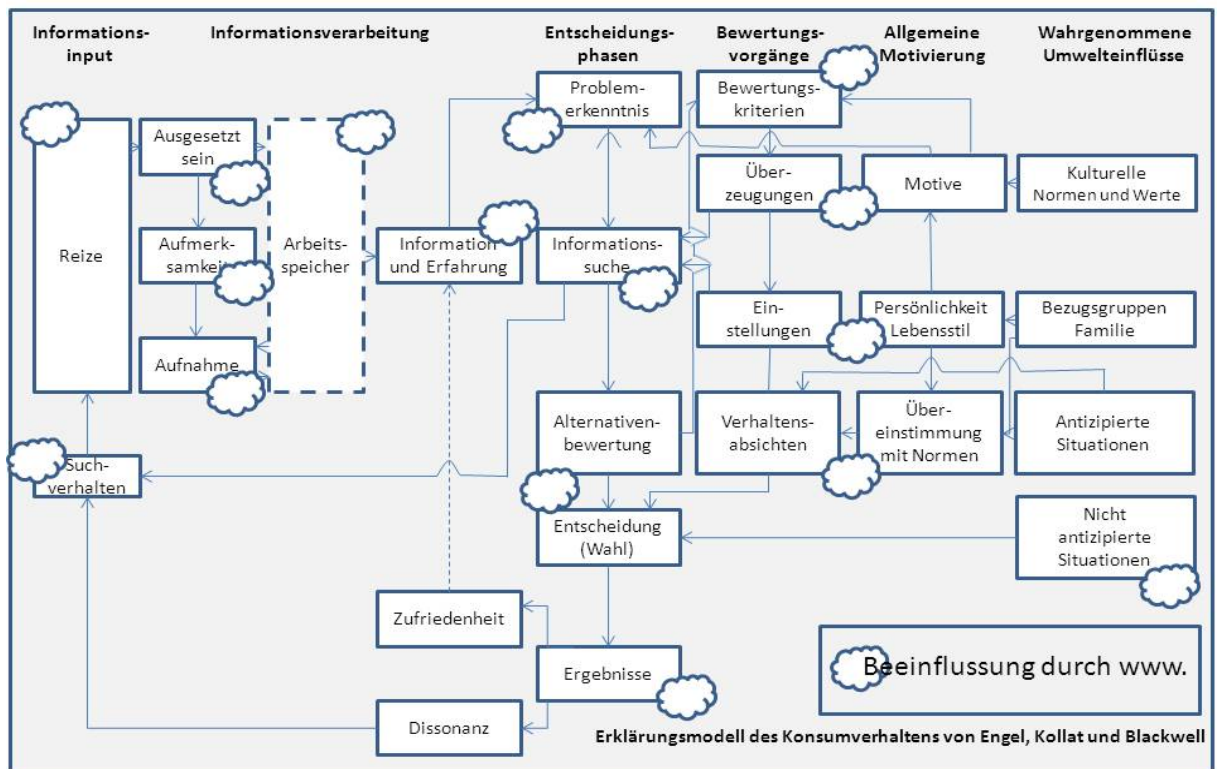 Informations-
input
Informationsverarbeitung
Entscheidungs-
phasen
Bewertungs-
vorgänge
Allgemeine
Motivierung
Wahrgenommene
Umwelteinflüsse
Reize
Ausgesetzt
sein
Aufmerk-
samkeit
Aufnahme
Arbeits-
speicher
Information
und Erfahrung
Such-
verhalten
Problem-
erkenntnis
Informations-
suche
Alternativen-
bewertung
Entscheidung
(Wahl)
Ergebnisse
Zufriedenheit
Dissonanz
Bewertungs-
kriterien
Über-
zeugungen
Ein-
stellungen
Verhaltens-
absichten
Motive
Persönlichkeit
Lebensstil
Über-
einstimmung
mit Normen
Kulturelle
Normen und Werte
Bezugsgruppen
Familie
Antizipierte
Situationen
Nicht
antizipierte
Situationen
Beeinflussung durch www.
Erklärungsmodell des Konsumverhaltens von Engel, Kollat und Blackwell